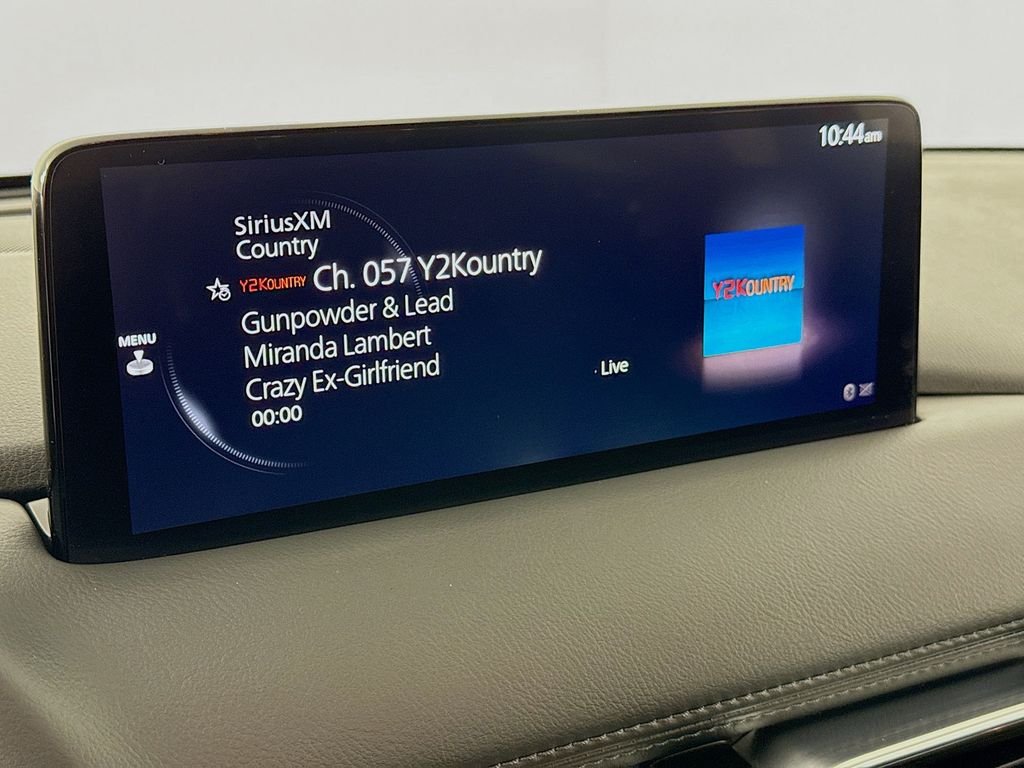 10:44am
SiriusXM
Country
Y2KOUNTRY Ch. 057 Y2Kountry
Gunpowder & Lead
Miranda Lambert
Crazy Ex-Girlfriend
00:00
Live
MENU
Y2KOUNTRY